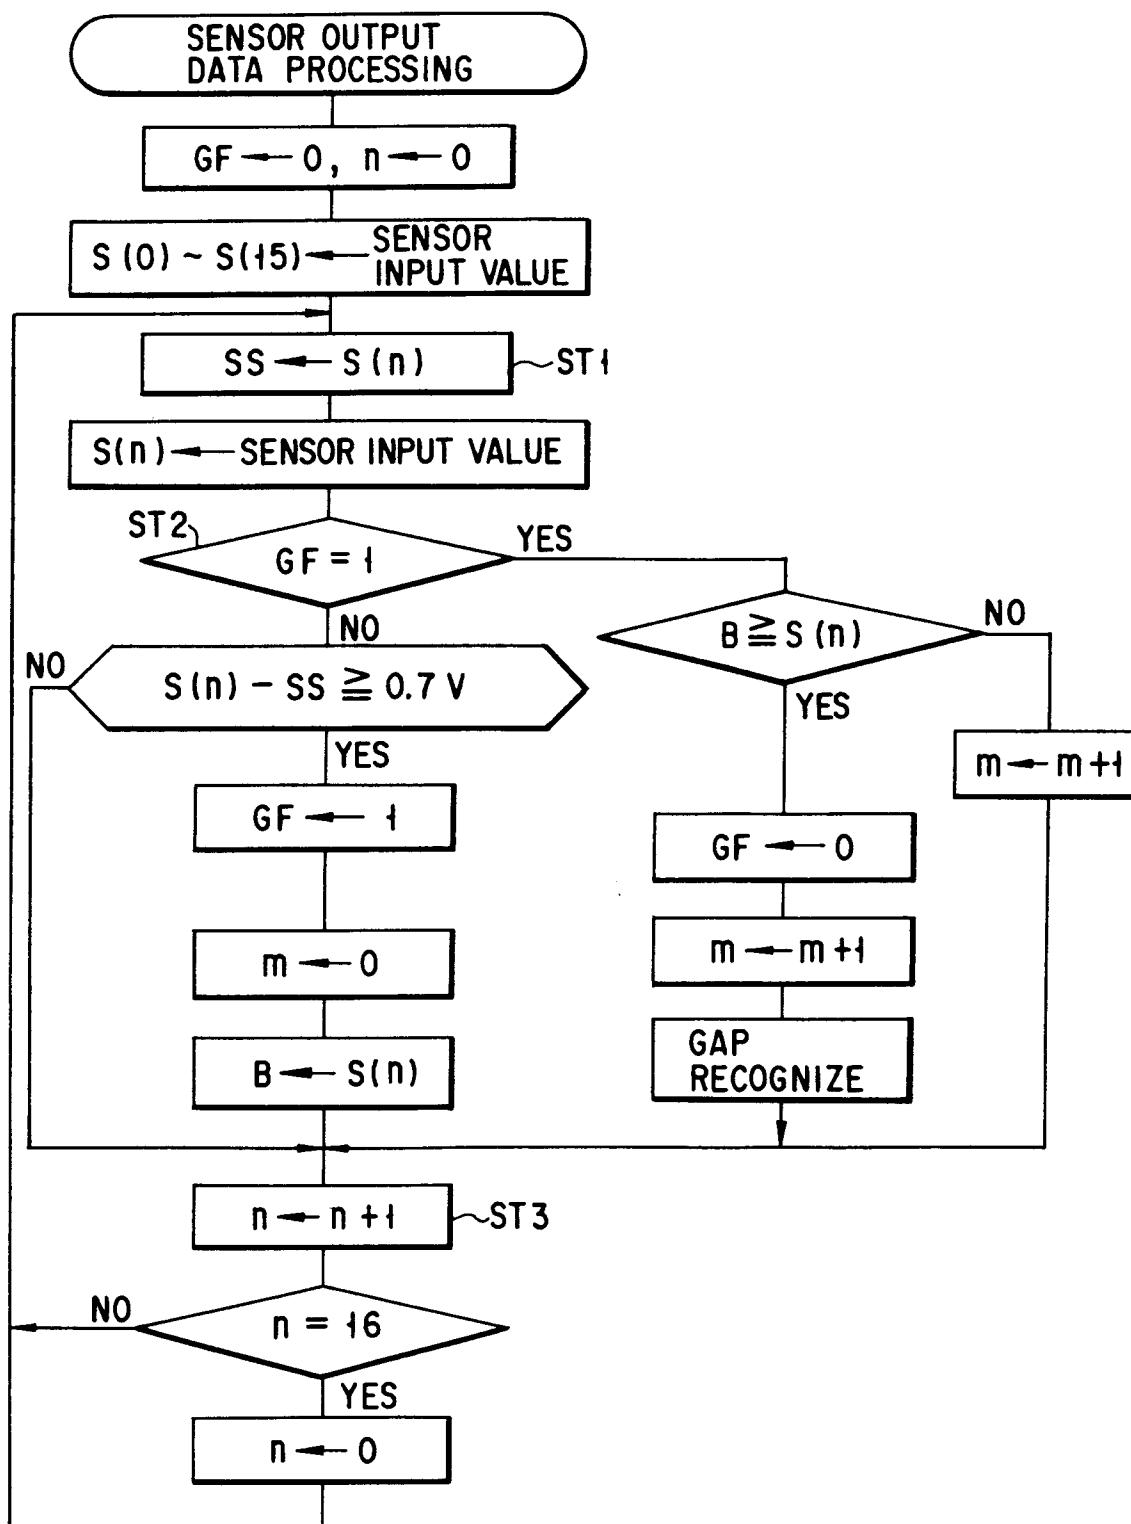 SENSOR OUTPUT
DATA PROCESSING
GF ← 0, n ← 0
S(0) ~ S(15) ← SENSOR
INPUT VALUE
SS ← S(n)
ST1
S(n) ← SENSOR INPUT VALUE
ST2
GF = 1
YES
NO
B ≧ S(n)
NO
YES
NO
S(n) - SS ≧ 0.7 V
YES
m ← m+1
GF ← 1
GF ← 0
m ← 0
m ← m+1
B ← S(n)
GAP
RECOGNIZE
n ← n+1
ST3
NO
n = 16
YES
n ← 0